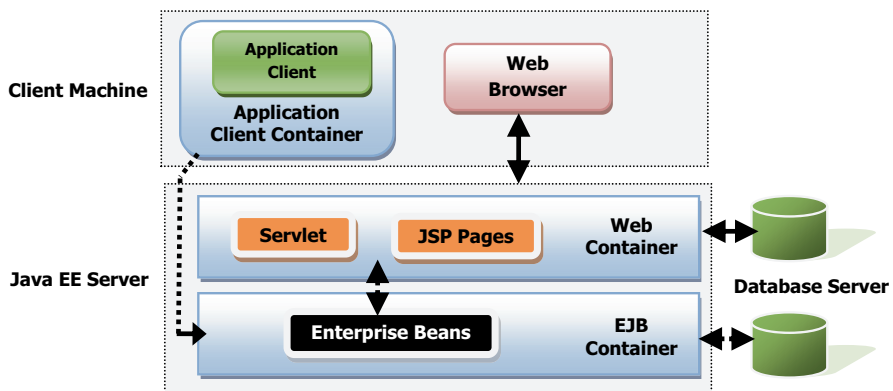 Application
Client
Application
Client Container
Web
Browser
Client Machine
Servlet
JSP Pages
Web
Container
Java EE Server
Database Server
Enterprise Beans
EJB
Container